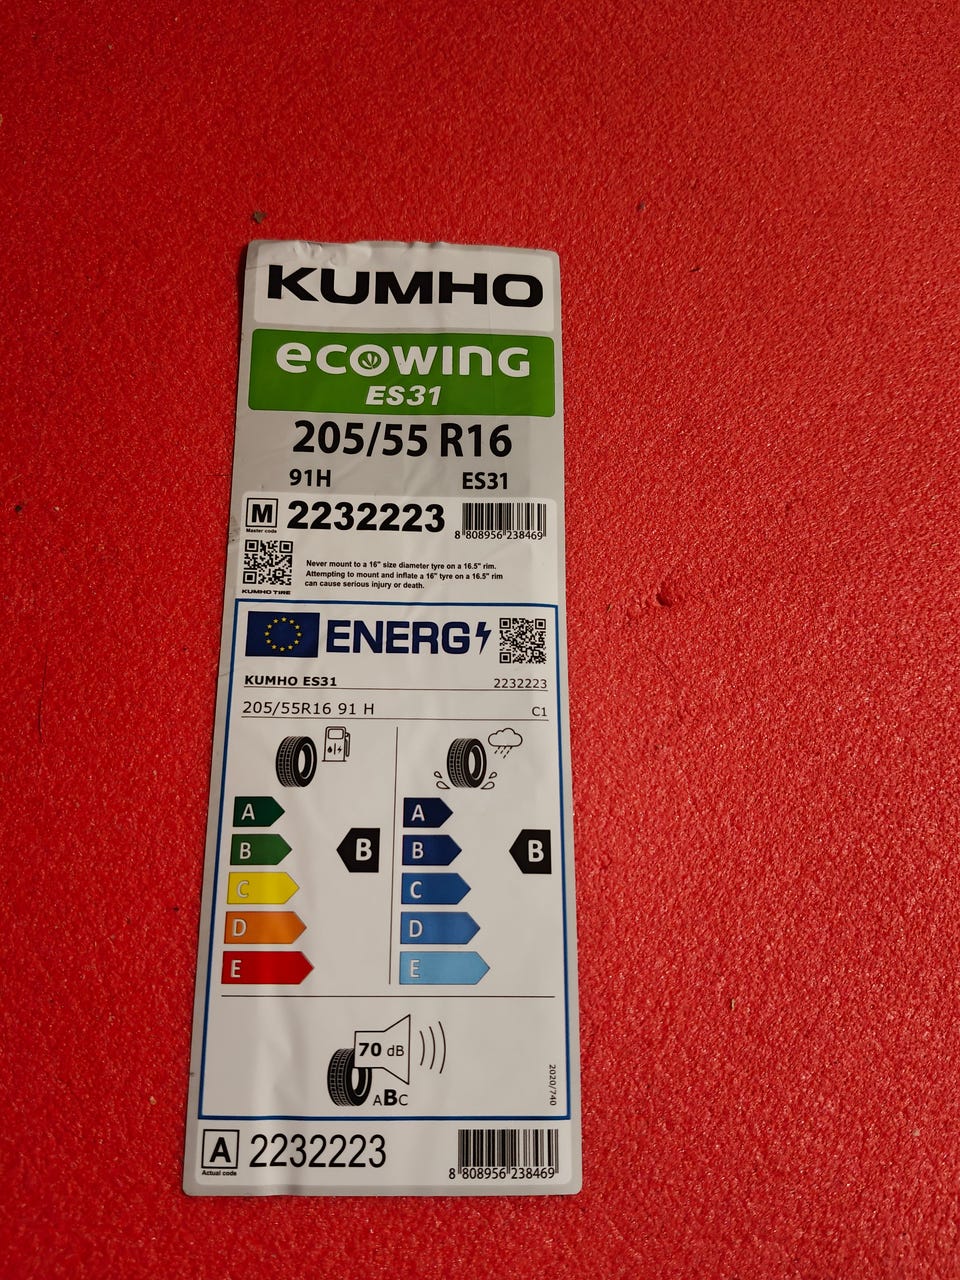 KUMHO
ecowing
ES31
205/55 R16
91H ES31
M 2232223
Master code
8 808956 238469
KUMHO TIRE
Never mount to a 16" size diameter tyre on a 16.5" rim.
Attempting to mount and inflate a 16" tyre on a 16.5" rim
can cause serious injury or death.
ENERG
KUMHO ES31 2232223
205/55R16 91 H C1
A
B
C
D
E
B
A
B
C
D
E
B
70 dB
ABC
2020/740
A 2232223
Actual code
8 808956 238469